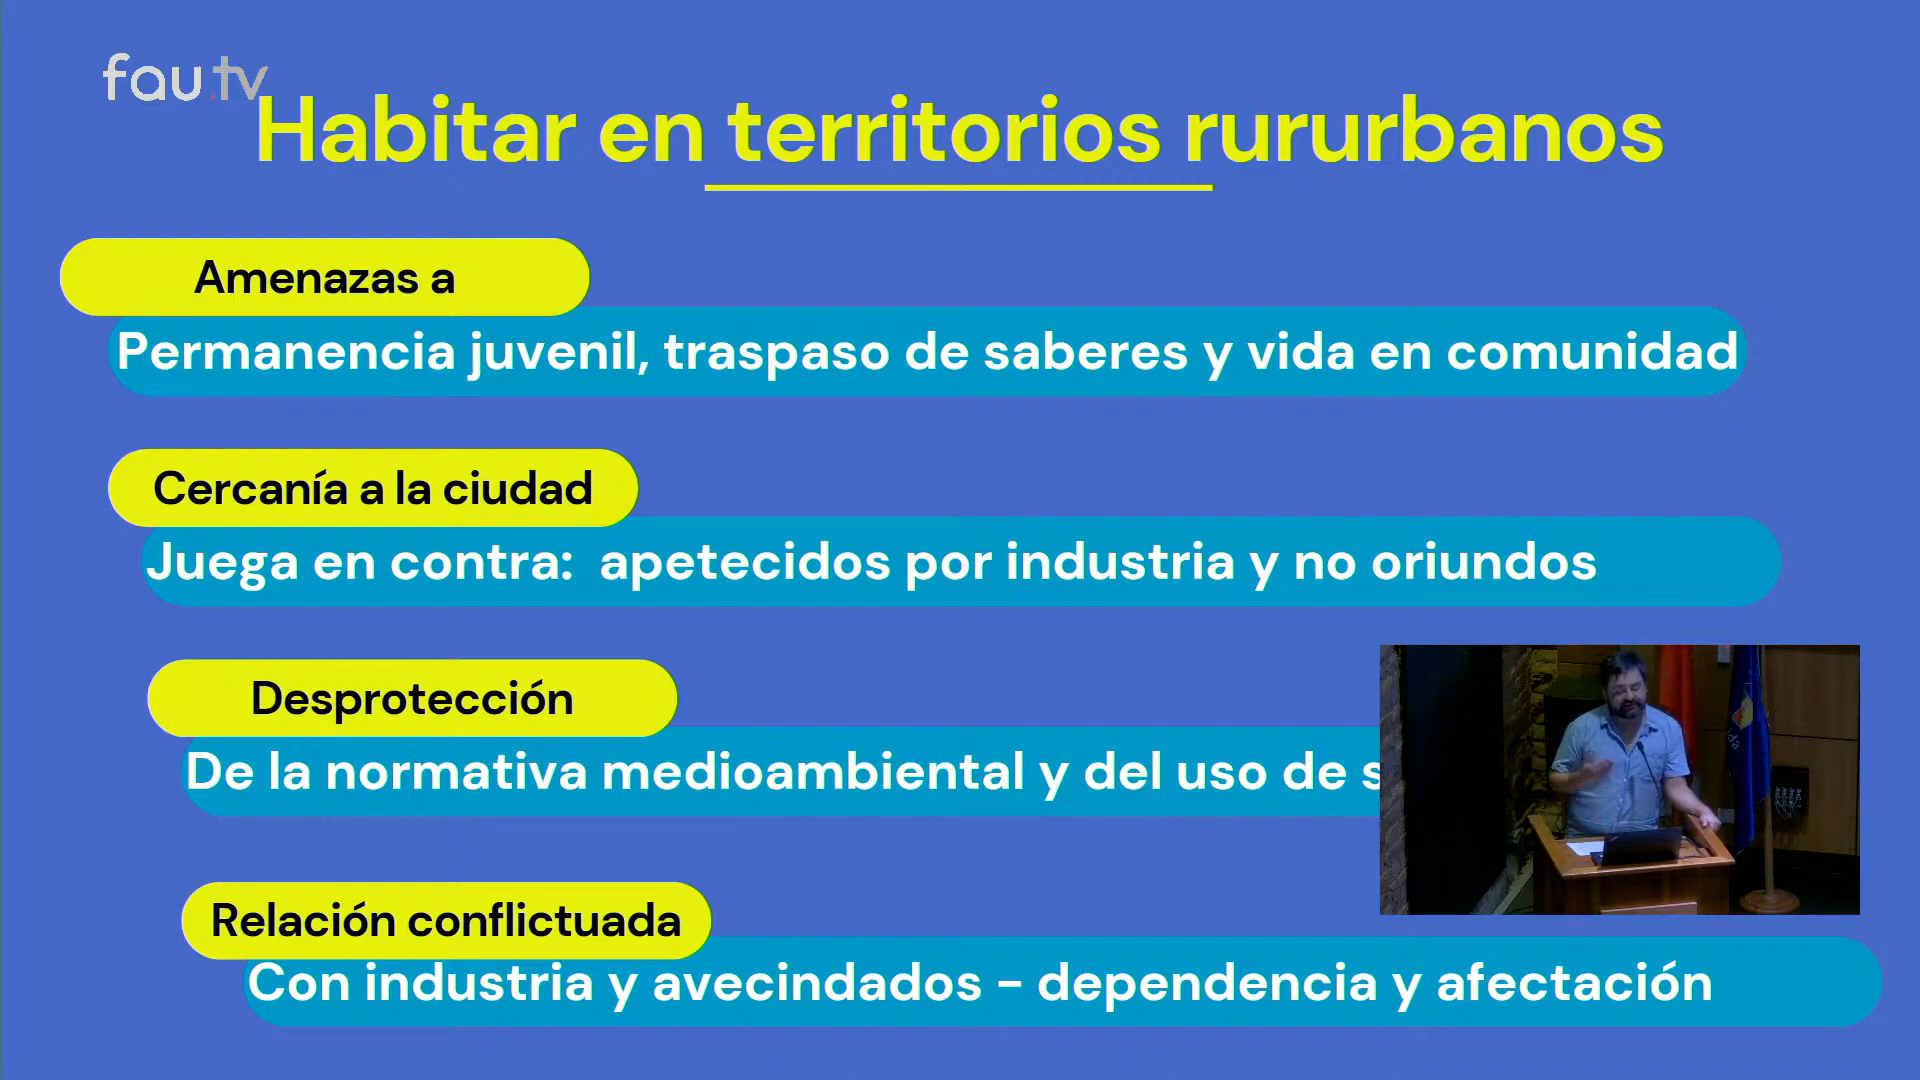 fau.tv
Habitar en territorios rururbanos
Amenazas a
Permanencia juvenil, traspaso de saberes y vida en comunidad
Cercanía a la ciudad
Juega en contra: apetecidos por industria y no oriundos
Desprotección
De la normativa medioambiental y del uso de
Relación conflictuada
Con industria y avecindados - dependencia y afectación